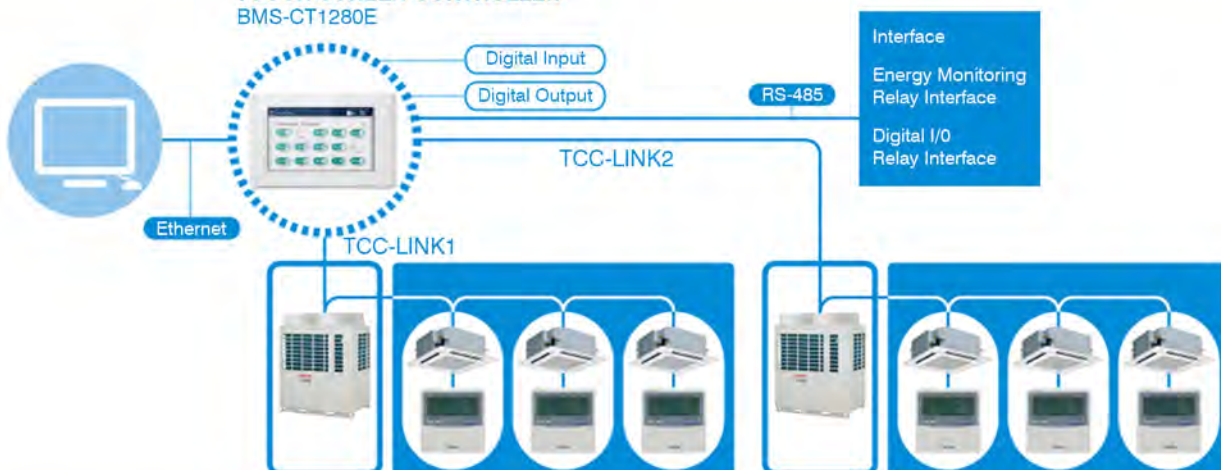 BMS-CT1280E
Digital Input
Digital Output
RS-485
Interface
Energy Monitoring
Relay Interface
Digital I/0
Relay Interface
TCC-LINK2
Ethernet
TCC-LINK1